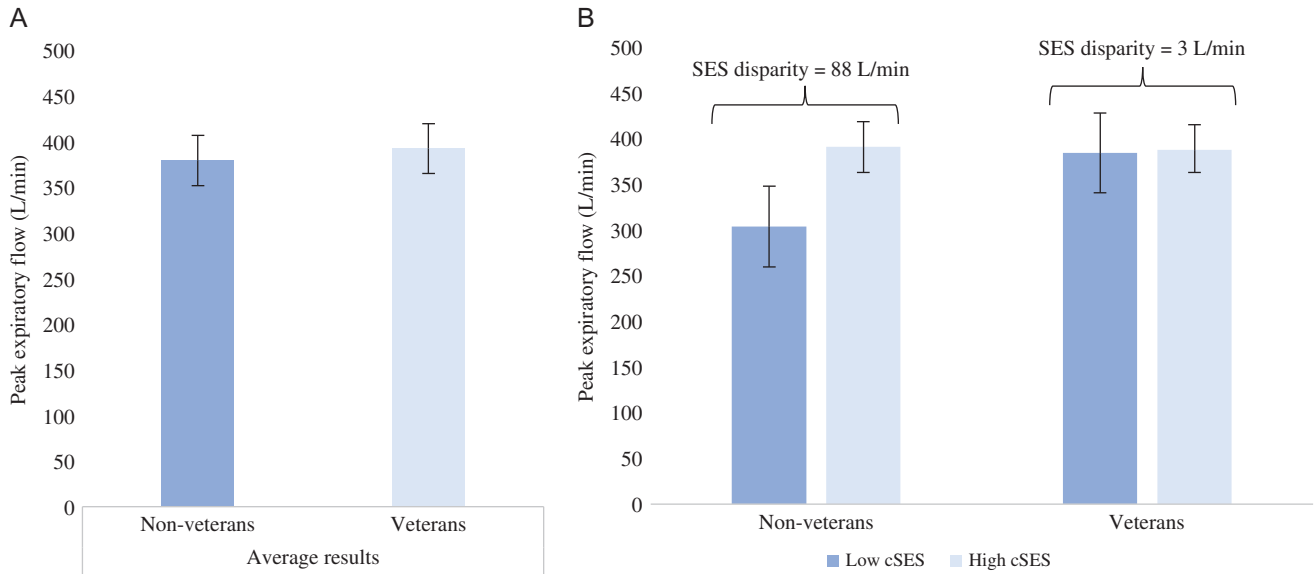 A
Peak expiratory flow (L/min)
500
450
400
350
300
250
200
150
100
50
0
Non-veterans Veterans
Average results
B
Peak expiratory flow (L/min)
500
450
400
350
300
250
200
150
100
50
0
SES disparity = 88 L/min
SES disparity = 3 L/min
Non-veterans Veterans
Low cSES High cSES